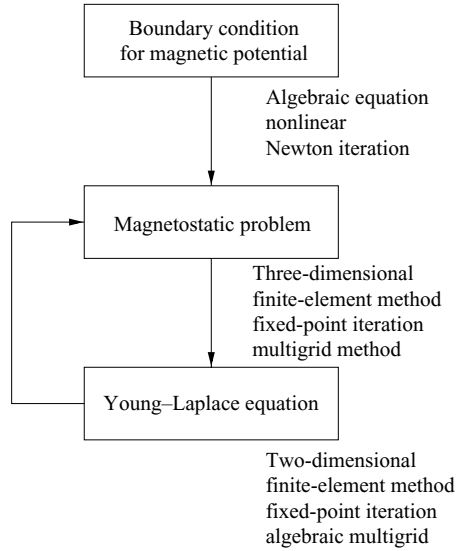 Boundary condition
for magnetic potential
Algebraic equation
nonlinear
Newton iteration
Magnetostatic problem
Three-dimensional
finite-element method
fixed-point iteration
multigrid method
Young–Laplace equation
Two-dimensional
finite-element method
fixed-point iteration
algebraic multigrid